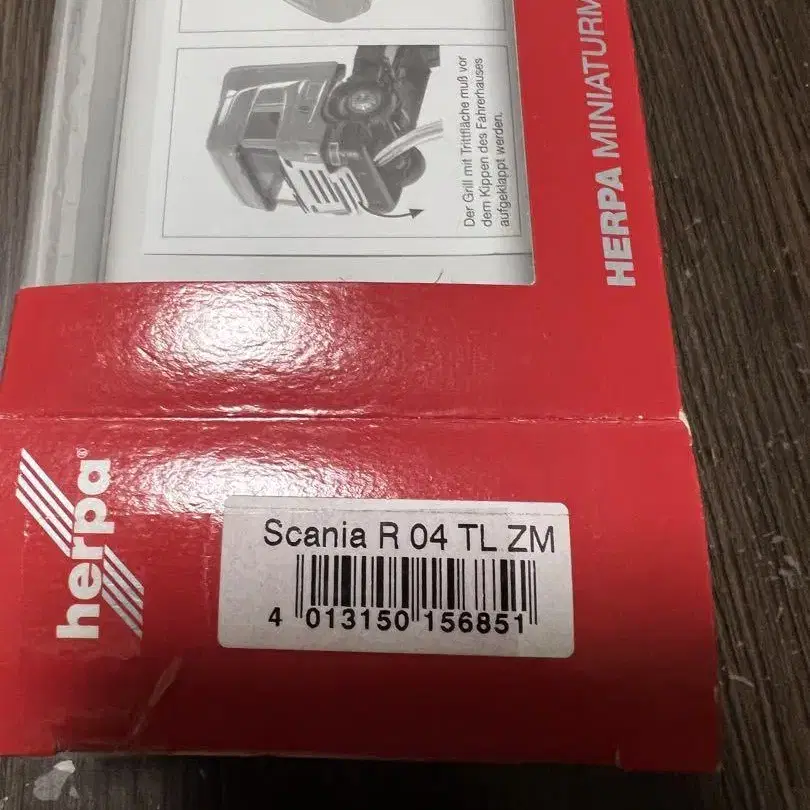 Der Grill mit Trittfläche muß vor
dem Kippen des Fahrerhauses
aufgeklappt werden.
HERPA MINIATURM
herpa®
Scania R 04 TL ZM
4 013150 156851